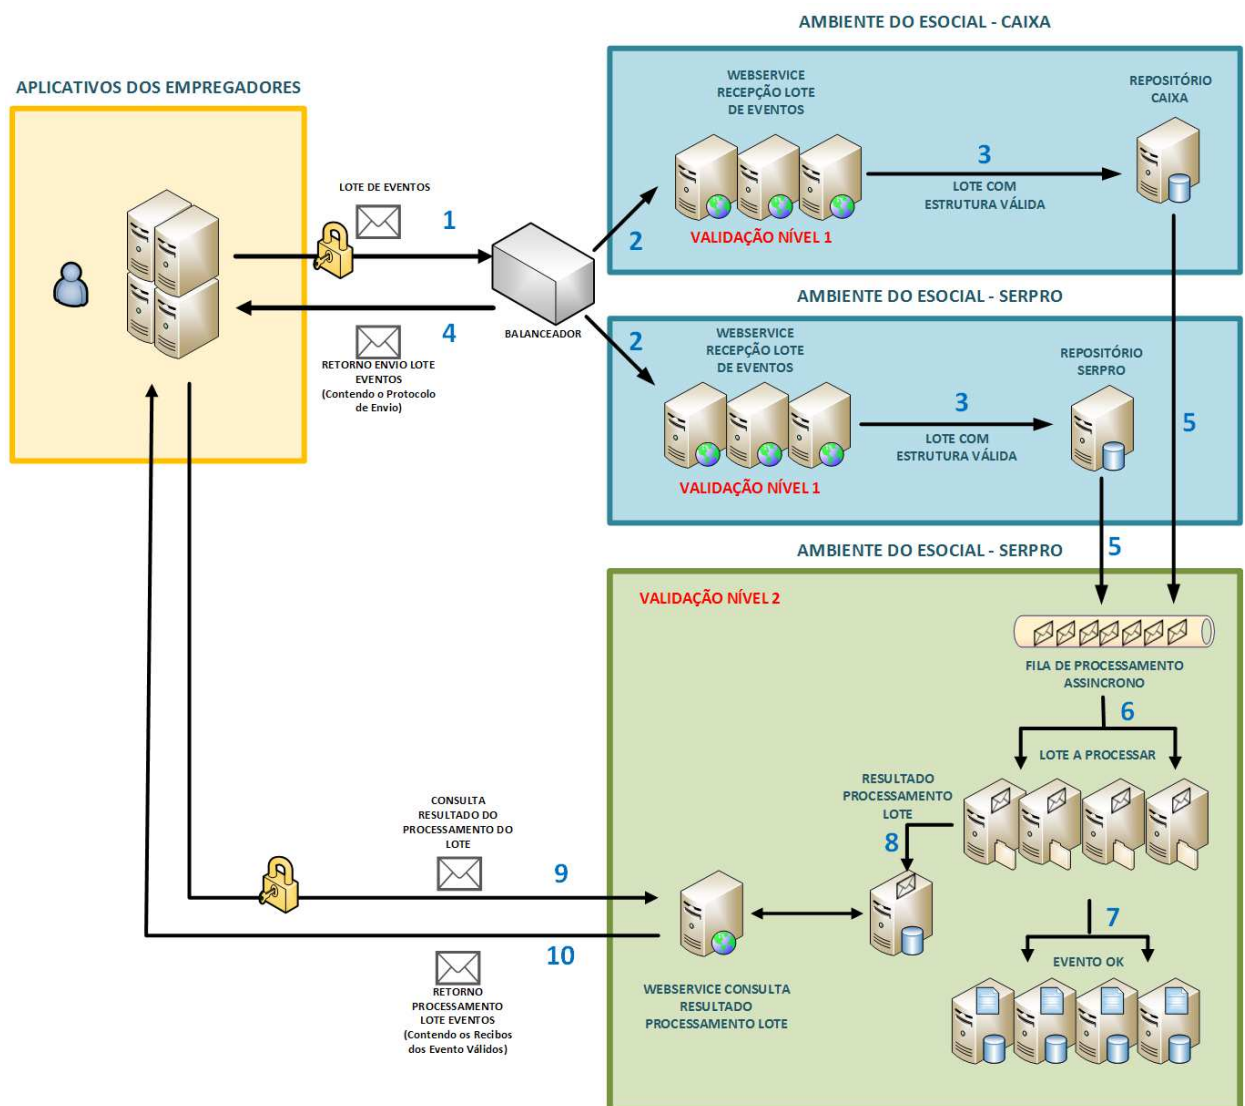 AMBIENTE DO ESOCIAL - CAIXA
APLICATIVOS DOS EMPREGADORES
WEBSERVICE
RECEPÇÃO LOTE
DE EVENTOS
REPOSITÓRIO
CAIXA
3
LOTE COM
ESTRUTURA VÁLIDA
VALIDAÇÃO NÍVEL 1
LOTE DE EVENTOS
1
2
BALANCEADOR
4
RETORNO ENVIO LOTE
EVENTOS
(Contendo o Protocolo
de Envio)
2
AMBIENTE DO ESOCIAL - SERPRO
WEBSERVICE
RECEPÇÃO LOTE
DE EVENTOS
REPOSITÓRIO
SERPRO
3
LOTE COM
ESTRUTURA VÁLIDA
VALIDAÇÃO NÍVEL 1
5
5
AMBIENTE DO ESOCIAL - SERPRO
VALIDAÇÃO NÍVEL 2
FILA DE PROCESSAMENTO
ASSINCRONO
6
LOTE A PROCESSAR
RESULTADO
PROCESSAMENTO
LOTE
8
7
EVENTO OK
CONSULTA
RESULTADO DO
PROCESSAMENTO DO
LOTE
9
10
RETORNO
PROCESSAMENTO
LOTE EVENTOS
(Contendo os Recibos
dos Evento Válidos)
WEBSERVICE CONSULTA
RESULTADO
PROCESSAMENTO LOTE